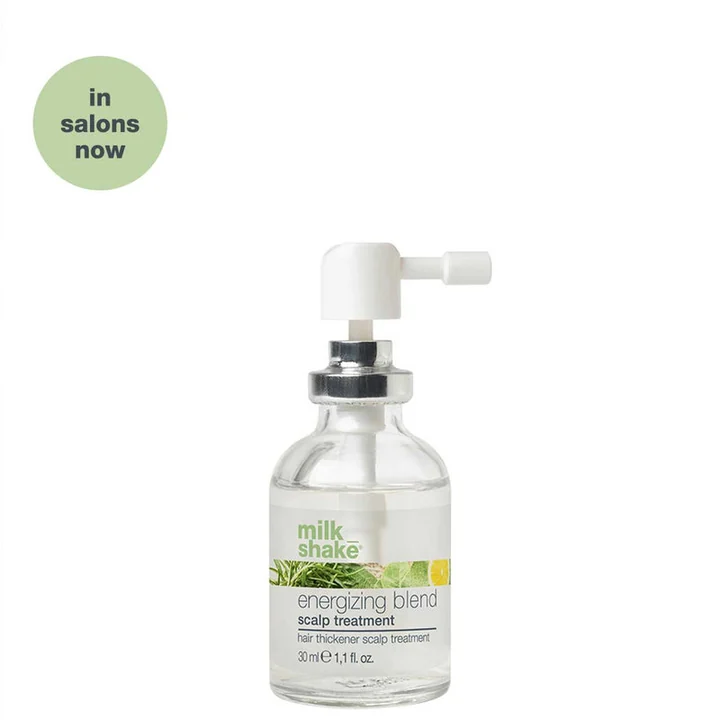 in
salons
now
milk
shake®
energizing blend
scalp treatment
hair thickener scalp treatment
30 ml ℮ 1,1 fl. oz.